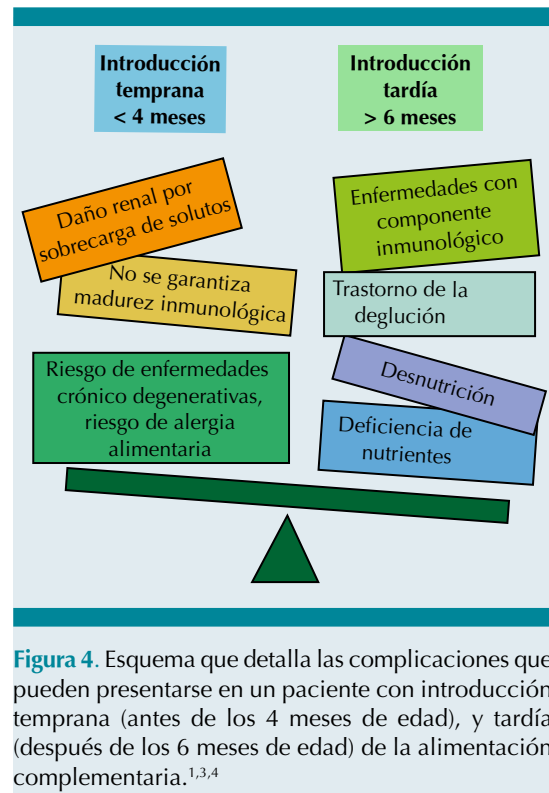 Introducción
temprana
< 4 meses
Introducción
tardía
> 6 meses
Daño renal por
sobrecarga de solutos
No se garantiza
madurez inmunológica
Riesgo de enfermedades
crónico degenerativas,
riesgo de alergia
alimentaria
Enfermedades con
componente
inmunológico
Trastorno de la
deglución
Desnutrición
Deficiencia de
nutrientes
Figura 4. Esquema que detalla las complicaciones que
pueden presentarse en un paciente con introducción
temprana (antes de los 4 meses de edad), y tardía
(después de los 6 meses de edad) de la alimentación
complementaria.1,3,4